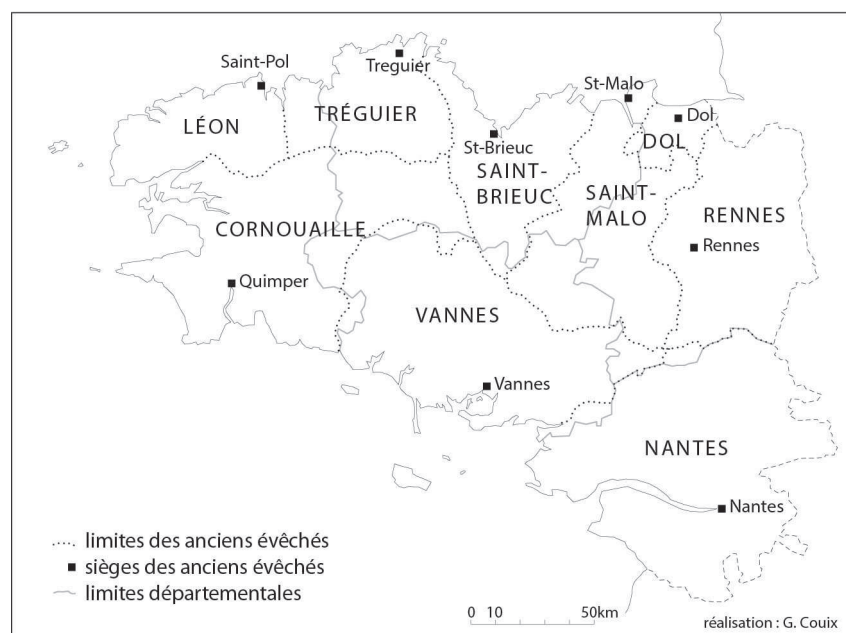 Saint-Pol
Treguier
LÉON
TRÉGUIER
St-Malo
Dol
St-Brieuc
DOL
SAINT-
BRIEUC
SAINT-
MALO
RENNES
Rennes
CORNOUAILLE
Quimper
VANNES
Vannes
NANTES
Nantes
limites des anciens évêchés
sièges des anciens évêchés
limites départementales
0 10 50km
réalisation : G. Couix